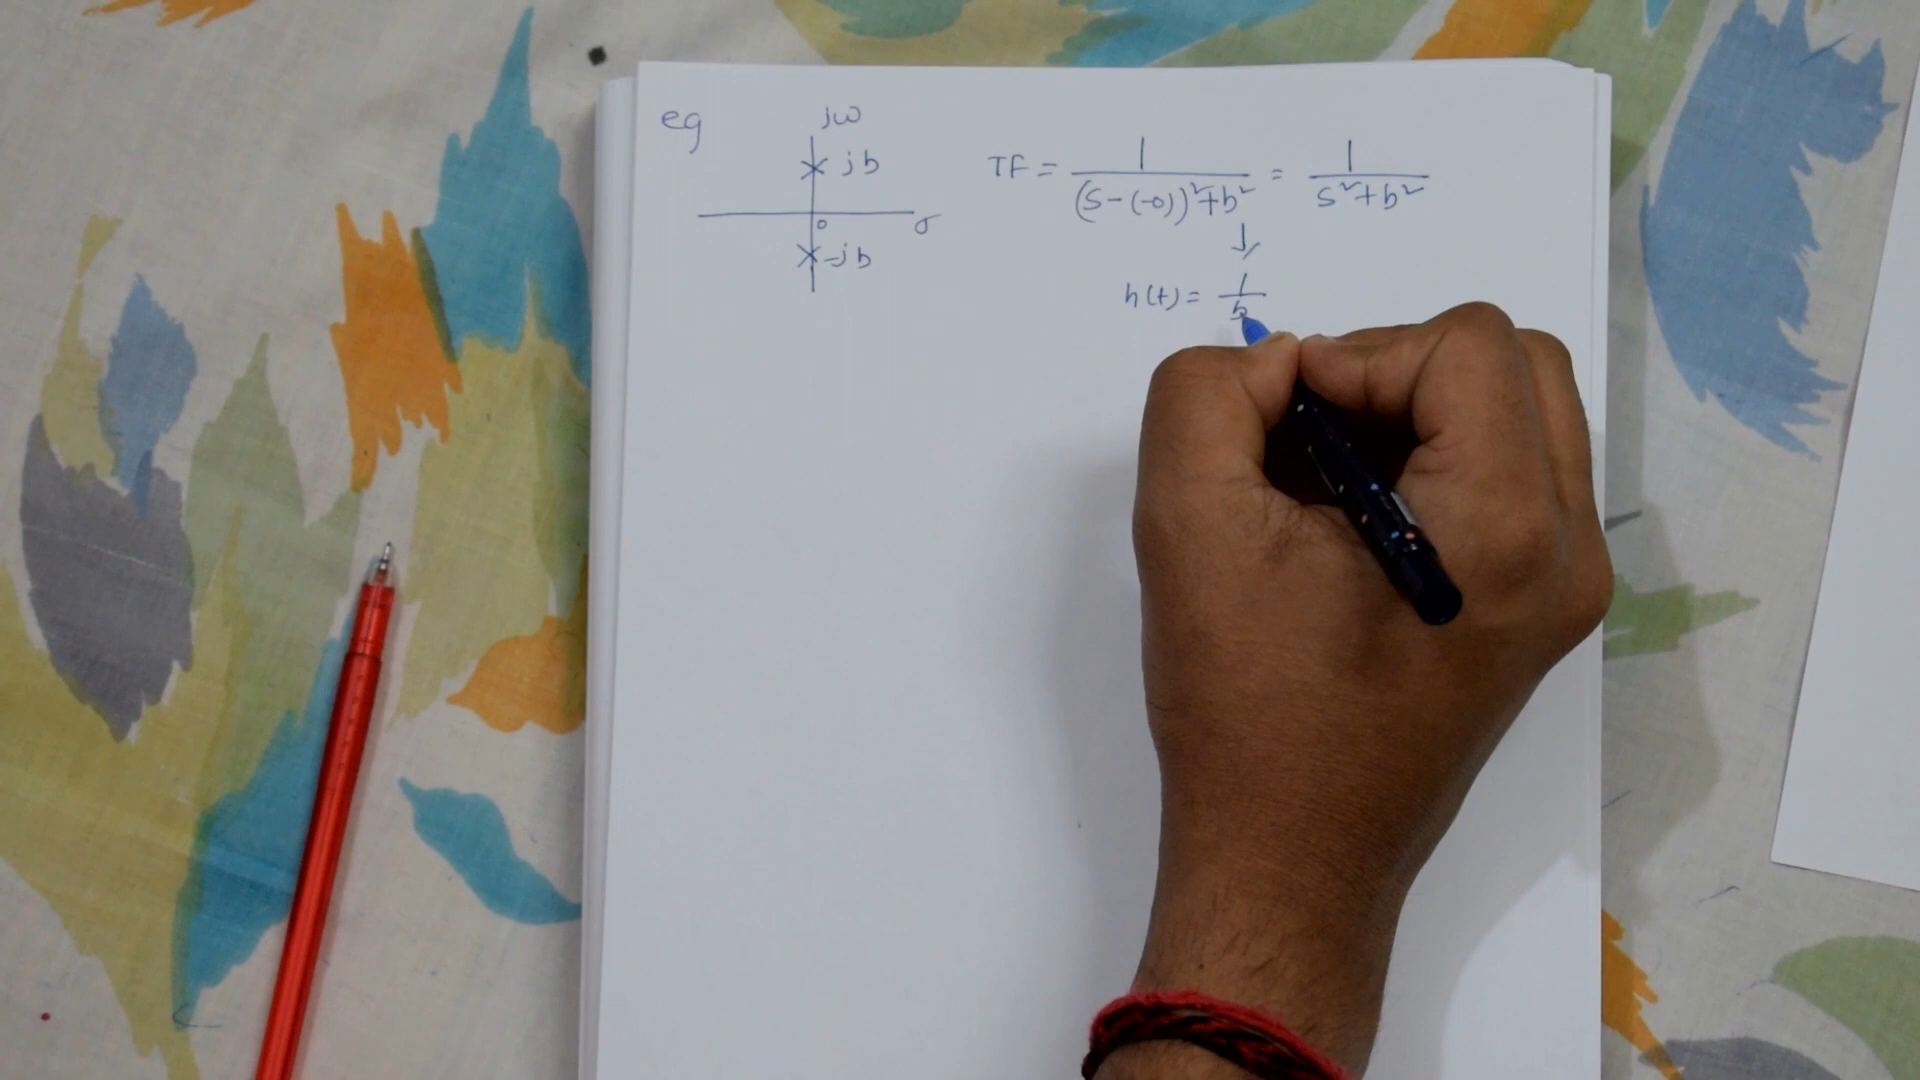 eg
jω
jb
0 σ
-jb
TF = 1/((s-(-0))²+b²) = 1/(s²+b²)
↓
h(t) = 1/b